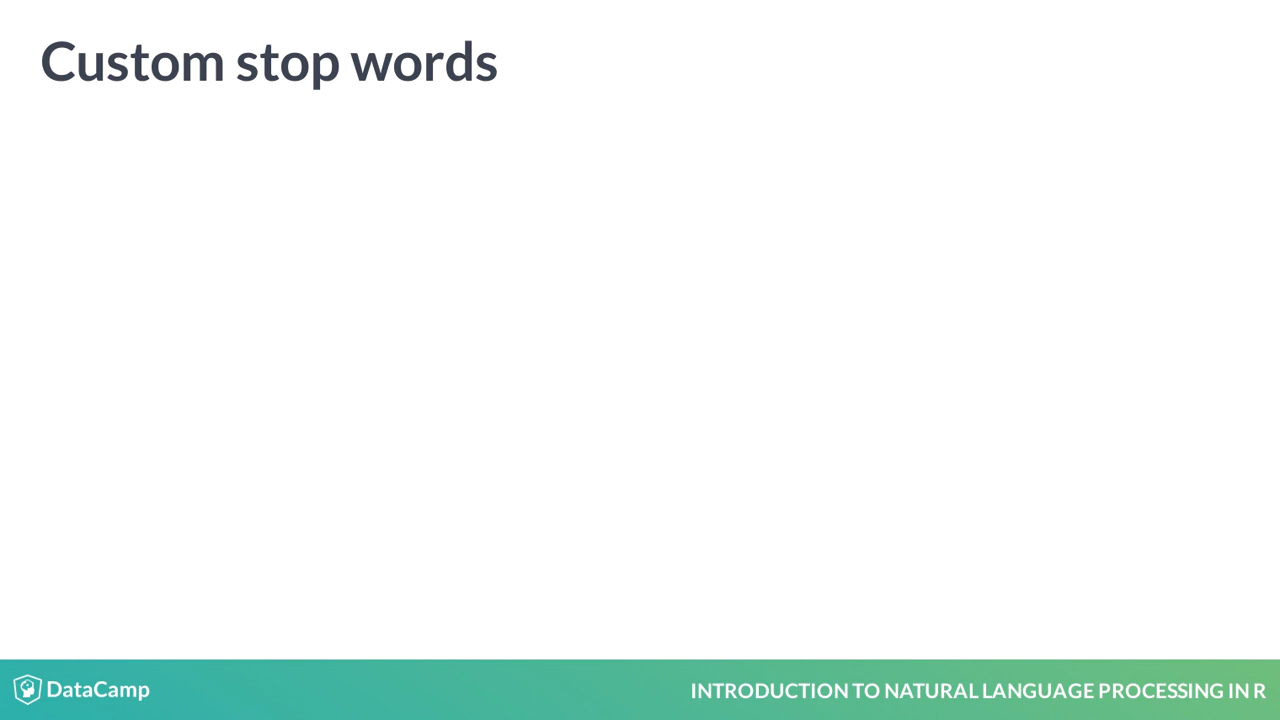 Custom stop words
DataCamp
INTRODUCTION TO NATURAL LANGUAGE PROCESSING IN R